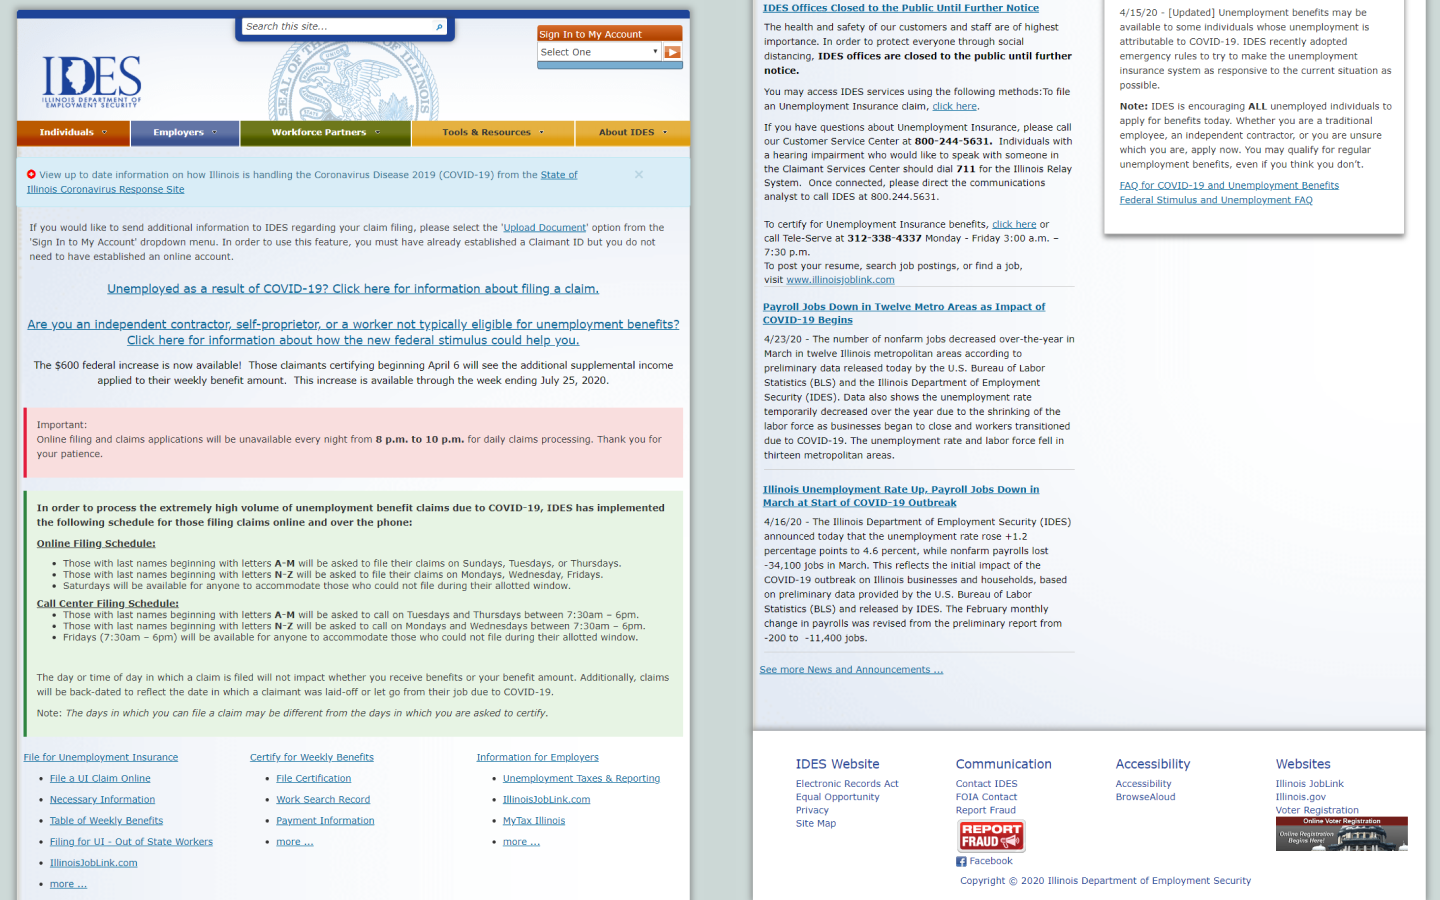 Search this site...
Sign In to My Account
Select One
IDES
ILLINOIS DEPARTMENT OF
EMPLOYMENT SECURITY
Individuals
Employers
Workforce Partners
Tools & Resources
About IDES
View up to date information on how Illinois is handling the Coronavirus Disease 2019 (COVID-19) from the State of
Illinois Coronavirus Response Site
If you would like to send additional information to IDES regarding your claim filing, please select the 'Upload Document' option from the
'Sign In to My Account' dropdown menu. In order to use this feature, you must have already established a Claimant ID but you do not
need to have established an online account.
Unemployed as a result of COVID-19? Click here for information about filing a claim.
Are you an independent contractor, self-proprietor, or a worker not typically eligible for unemployment benefits?
Click here for information about how the new federal stimulus could help you.
The $600 federal increase is now available!  Those claimants certifying beginning April 6 will see the additional supplemental income
applied to their weekly benefit amount.  This increase is available through the week ending July 25, 2020.
Important:
Online filing and claims applications will be unavailable every night from 8 p.m. to 10 p.m. for daily claims processing. Thank you for
your patience.
In order to process the extremely high volume of unemployment benefit claims due to COVID-19, IDES has implemented
the following schedule for those filing claims online and over the phone:
Online Filing Schedule:
• Those with last names beginning with letters A-M will be asked to file their claims on Sundays, Tuesdays, or Thursdays.
• Those with last names beginning with letters N-Z will be asked to file their claims on Mondays, Wednesday, Fridays.
• Saturdays will be available for anyone to accommodate those who could not file during their allotted window.
Call Center Filing Schedule:
• Those with last names beginning with letters A-M will be asked to call on Tuesdays and Thursdays between 7:30am – 6pm.
• Those with last names beginning with letters N-Z will be asked to call on Mondays and Wednesdays between 7:30am – 6pm.
• Fridays (7:30am – 6pm) will be available for anyone to accommodate those who could not file during their allotted window.
The day or time of day in which a claim is filed will not impact whether you receive benefits or your benefit amount. Additionally, claims
will be back-dated to reflect the date in which a claimant was laid-off or let go from their job due to COVID-19.
Note: The days in which you can file a claim may be different from the days in which you are asked to certify.
File for Unemployment Insurance
• File a UI Claim Online
• Necessary Information
• Table of Weekly Benefits
• Filing for UI - Out of State Workers
• IllinoisJobLink.com
• more ...
Certify for Weekly Benefits
• File Certification
• Work Search Record
• Payment Information
• more ...
Information for Employers
• Unemployment Taxes & Reporting
• IllinoisJobLink.com
• MyTax Illinois
• more ...
IDES Offices Closed to the Public Until Further Notice
The health and safety of our customers and staff are of highest
importance. In order to protect everyone through social
distancing, IDES offices are closed to the public until further
notice.
You may access IDES services using the following methods:To file
an Unemployment Insurance claim, click here.
If you have questions about Unemployment Insurance, please call
our Customer Service Center at 800-244-5631.  Individuals with
a hearing impairment who would like to speak with someone in
the Claimant Services Center should dial 711 for the Illinois Relay
System.  Once connected, please direct the communications
analyst to call IDES at 800.244.5631.
To certify for Unemployment Insurance benefits, click here or
call Tele-Serve at 312-338-4337 Monday - Friday 3:00 a.m. –
7:30 p.m.
To post your resume, search job postings, or find a job,
visit www.illinoisjoblink.com
Payroll Jobs Down in Twelve Metro Areas as Impact of
COVID-19 Begins
4/23/20 - The number of nonfarm jobs decreased over-the-year in
March in twelve Illinois metropolitan areas according to
preliminary data released today by the U.S. Bureau of Labor
Statistics (BLS) and the Illinois Department of Employment
Security (IDES). Data also shows the unemployment rate
temporarily decreased over the year due to the shrinking of the
labor force as businesses began to close and workers transitioned
due to COVID-19. The unemployment rate and labor force fell in
thirteen metropolitan areas.
Illinois Unemployment Rate Up, Payroll Jobs Down in
March at Start of COVID-19 Outbreak
4/16/20 - The Illinois Department of Employment Security (IDES)
announced today that the unemployment rate rose +1.2
percentage points to 4.6 percent, while nonfarm payrolls lost
-34,100 jobs in March. This reflects the initial impact of the
COVID-19 outbreak on Illinois businesses and households, based
on preliminary data provided by the U.S. Bureau of Labor
Statistics (BLS) and released by IDES. The February monthly
change in payrolls was revised from the preliminary report from
-200 to  -11,400 jobs.
See more News and Announcements ...
4/15/20 - [Updated] Unemployment benefits may be
available to some individuals whose unemployment is
attributable to COVID-19. IDES recently adopted
emergency rules to try to make the unemployment
insurance system as responsive to the current situation as
possible.
Note: IDES is encouraging ALL unemployed individuals to
apply for benefits today. Whether you are a traditional
employee, an independent contractor, or you are unsure
which you are, apply now. You may qualify for regular
unemployment benefits, even if you think you don't.
FAQ for COVID-19 and Unemployment Benefits
Federal Stimulus and Unemployment FAQ
IDES Website
Electronic Records Act
Equal Opportunity
Privacy
Site Map
Communication
Contact IDES
FOIA Contact
Report Fraud
REPORT
FRAUD
Facebook
Accessibility
Accessibility
BrowseAloud
Websites
Illinois JobLink
Illinois.gov
Voter Registration
Online Voter Registration
Online Registration
Begins Here!
Copyright © 2020 Illinois Department of Employment Security